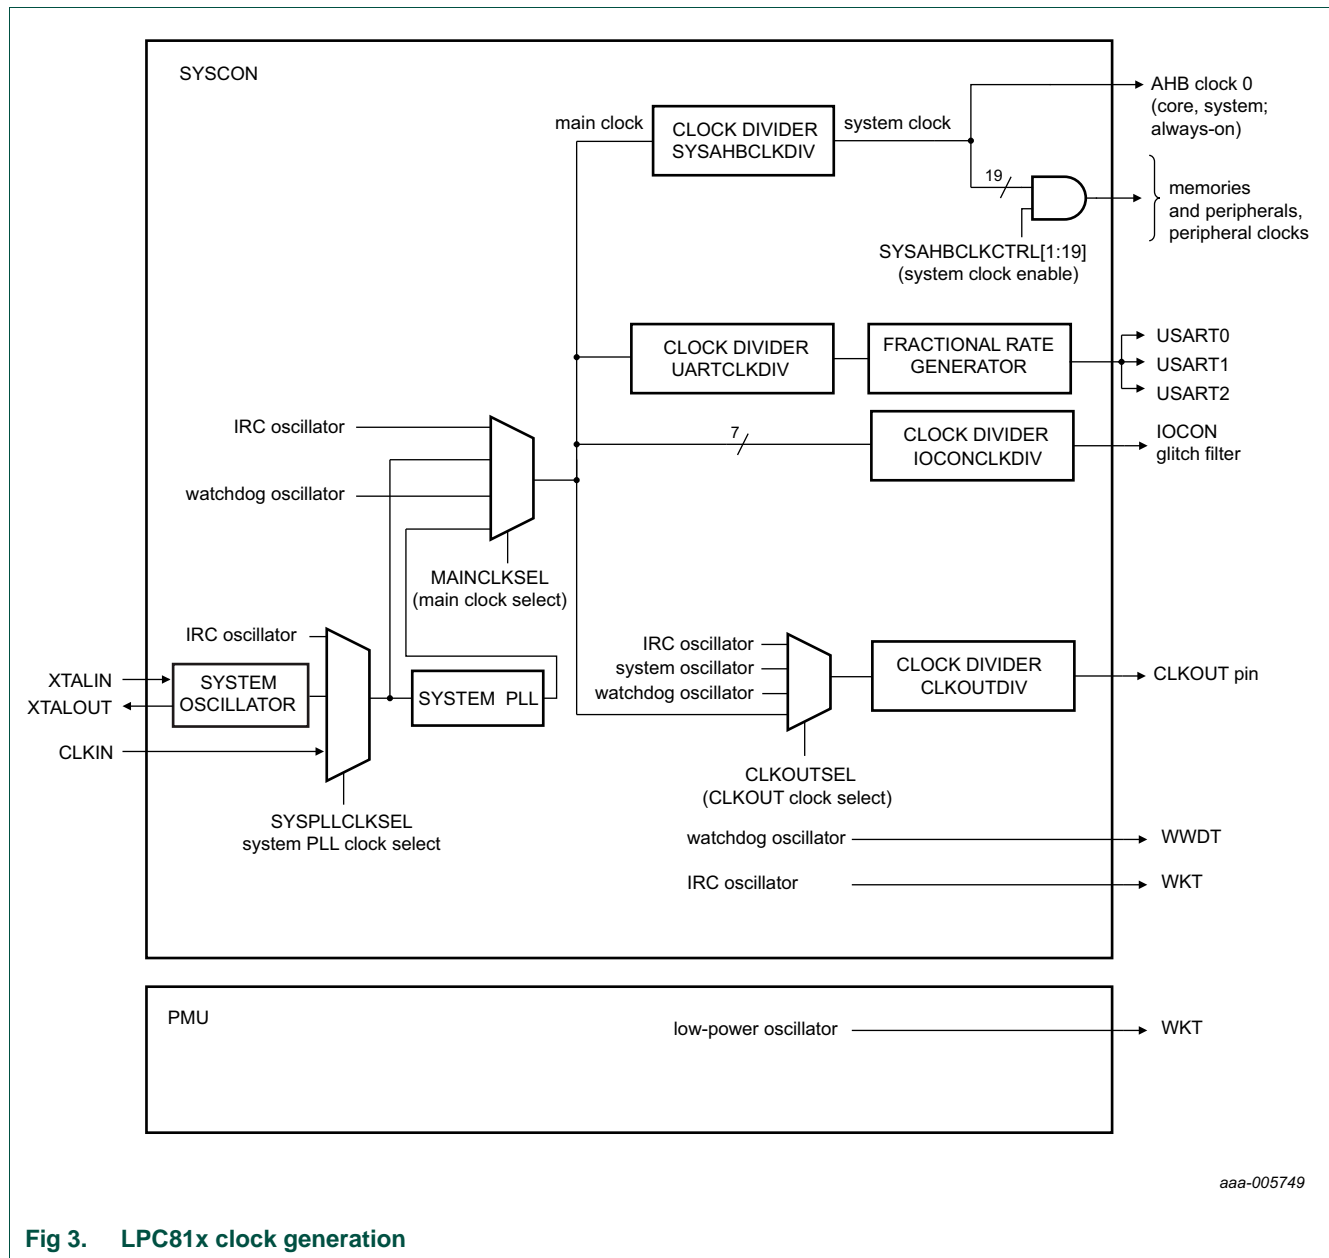 SYSCON
AHB clock 0
(core, system;
always-on)
main clock
CLOCK DIVIDER
SYSAHBCLKDIV
system clock
19
memories
and peripherals,
peripheral clocks
SYSAHBCLKCTRL[1:19]
(system clock enable)
CLOCK DIVIDER
UARTCLKDIV
FRACTIONAL RATE
GENERATOR
USART0
USART1
USART2
IRC oscillator
watchdog oscillator
7
CLOCK DIVIDER
IOCONCLKDIV
IOCON
glitch filter
MAINCLKSEL
(main clock select)
IRC oscillator
XTALIN
XTALOUT
SYSTEM
OSCILLATOR
CLKIN
SYSTEM PLL
SYSPLLCLKSEL
system PLL clock select
IRC oscillator
system oscillator
watchdog oscillator
CLOCK DIVIDER
CLKOUTDIV
CLKOUT pin
CLKOUTSEL
(CLKOUT clock select)
watchdog oscillator
WWDT
IRC oscillator
WKT
PMU
low-power oscillator
WKT
aaa-005749
Fig 3. LPC81x clock generation